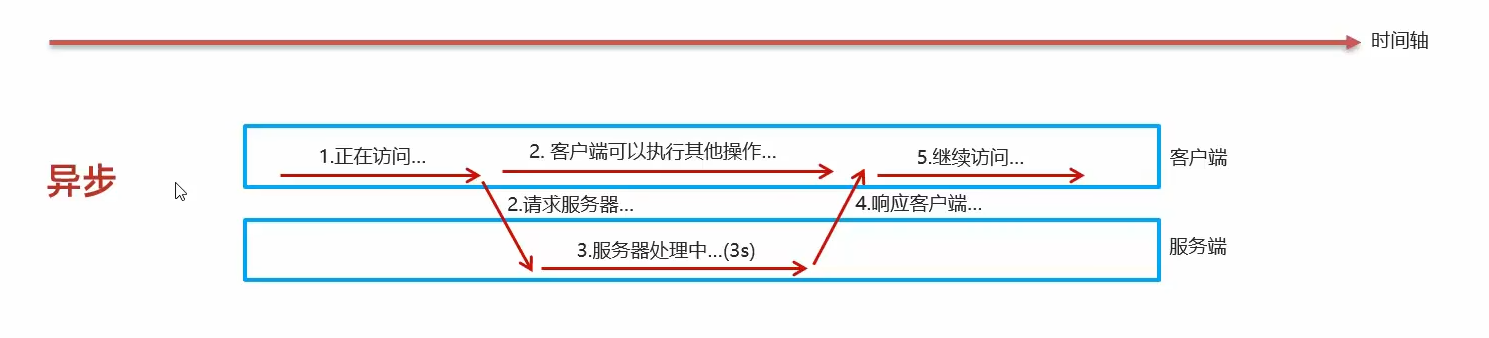 时间轴
异步
1.正在访问...
2. 客户端可以执行其他操作...
5.继续访问...
客户端
2.请求服务器...
4.响应客户端...
3.服务器处理中...(3s)
服务端